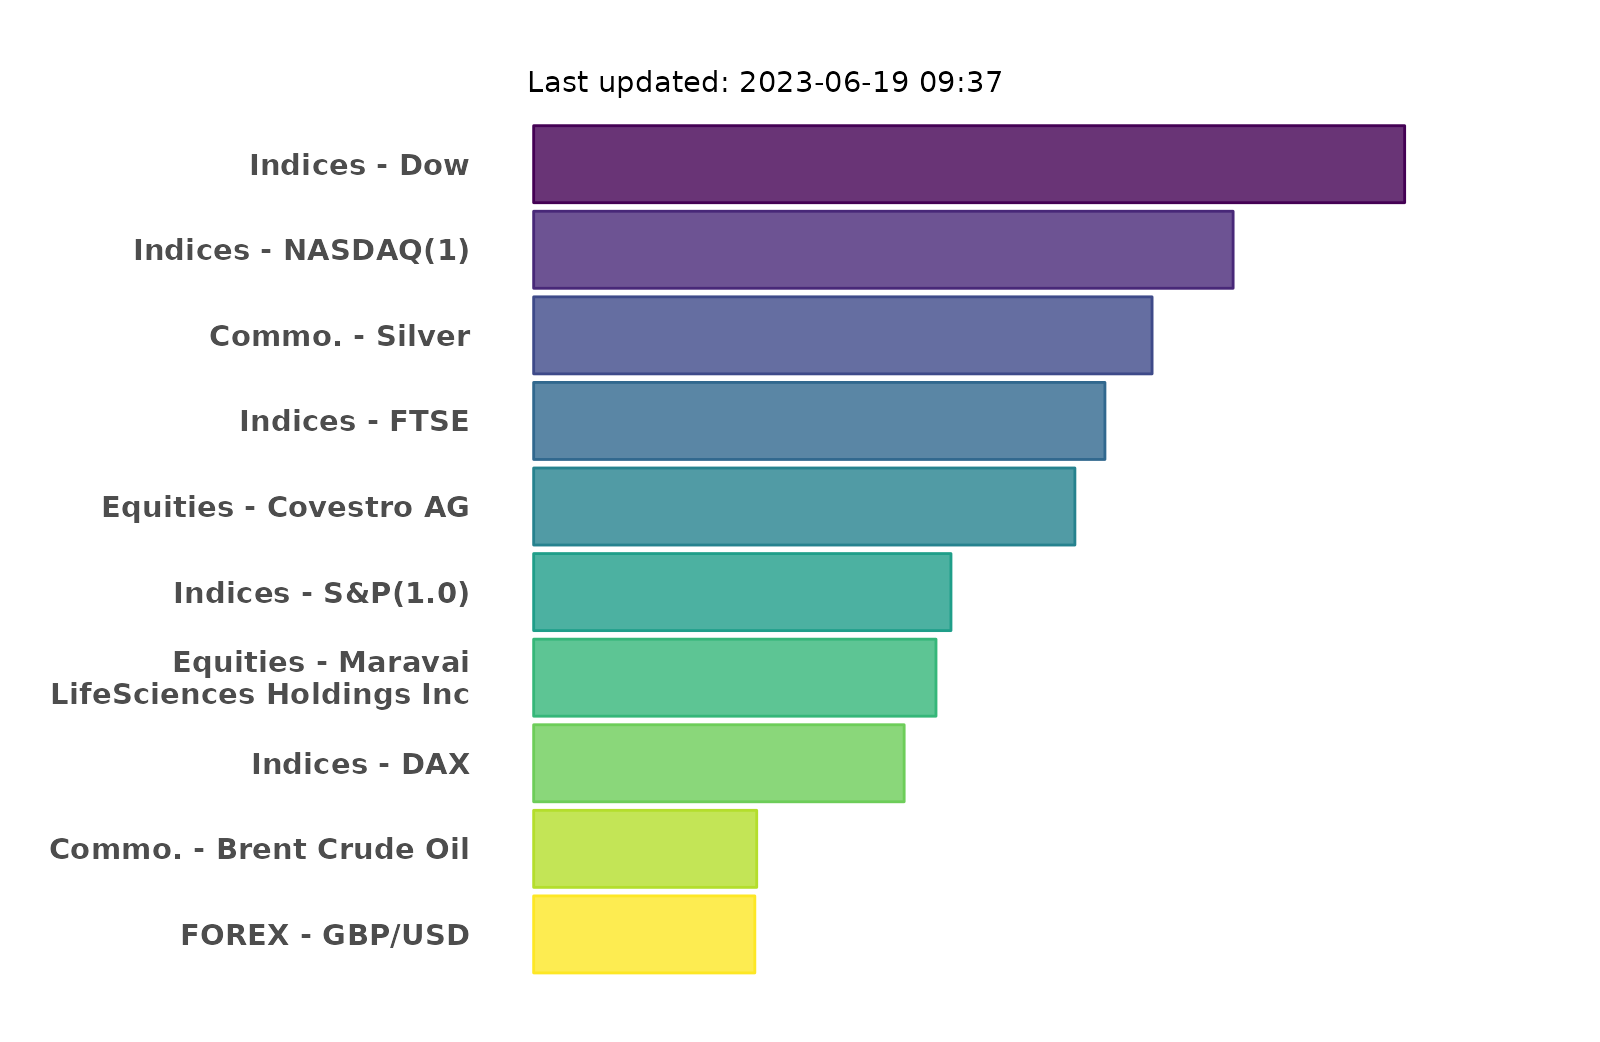 Last updated: 2023-06-19 09:37
Indices - Dow
Indices - NASDAQ(1)
Commo. - Silver
Indices - FTSE
Equities - Covestro AG
Indices - S&P(1.0)
Equities - Maravai
LifeSciences Holdings Inc
Indices - DAX
Commo. - Brent Crude Oil
FOREX - GBP/USD